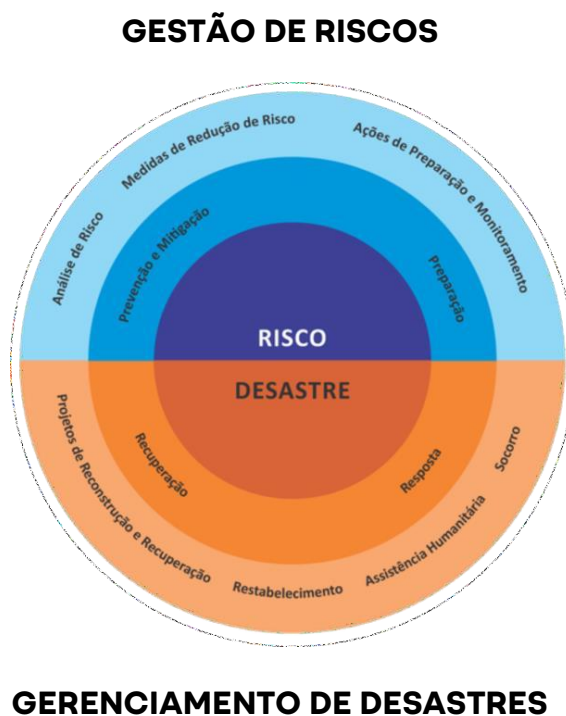 GESTÃO DE RISCOS
Análise de Risco
Medidas de Redução de Risco
Ações de Preparação e Monitoramento
Prevenção e Mitigação
Preparação
RISCO
DESASTRE
Recuperação
Resposta
Projetos de Reconstrução e Recuperação
Restabelecimento
Assistência Humanitária
Socorro
GERENCIAMENTO DE DESASTRES